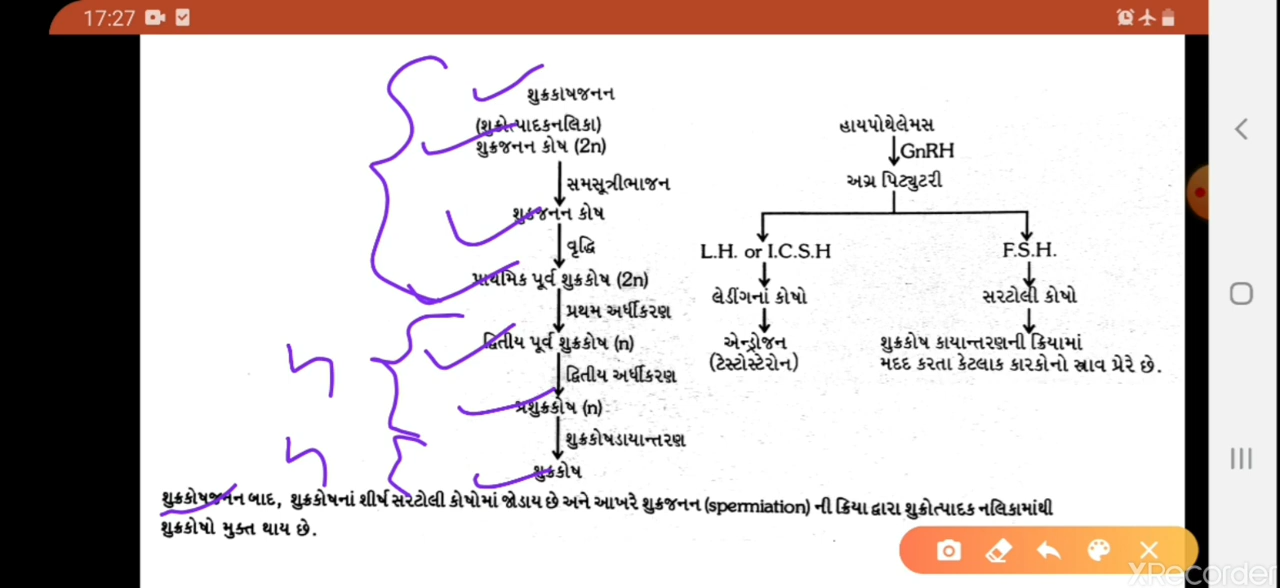 17:27
શુક્રકોષજનન
(શુક્રોત્પાદકનલિકા)
શુક્રજનન કોષ (2n)
સમસૂત્રીભાજન
શુક્રજનન કોષ
વૃદ્ધિ
પ્રાથમિક પૂર્વ શુક્રકોષ (2n)
પ્રથમ અર્ધીકરણ
દ્વિતીય પૂર્વ શુક્રકોષ (n)
દ્વિતીય અર્ધીકરણ
પ્રશુક્રકોષ (n)
શુક્રકોષડાયાન્તરણ
શુક્રકોષ
હાયપોથેલેમસ
GnRH
અગ્ર પિટ્યુટરી
L.H. or I.C.S.H
લેડીંગનાં કોષો
એન્ડ્રોજન
(ટેસ્ટોસ્ટેરોન)
F.S.H.
સરટોલી કોષો
શુક્રકોષ કાયાન્તરણની ક્રિયામાં
મદદ કરતા કેટલાક કારકોનો સ્ત્રાવ પ્રેરે છે.
n
n
શુક્રકોષજનન બાદ, શુક્રકોષનાં શીર્ષ સરટોલી કોષોમાં જોડાય છે અને આખરે શુક્રજનન (spermiation) ની ક્રિયા દ્વારા શુક્રોત્પાદક નલિકામાંથી
શુક્રકોષો મુક્ત થાય છે.
XRecorder